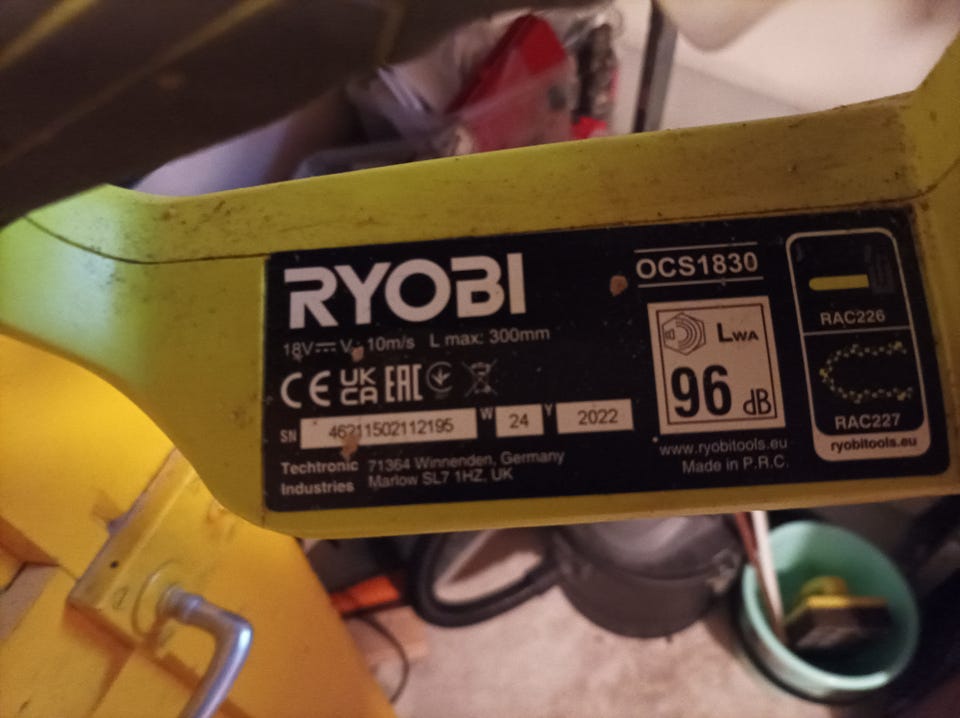 RYOBI
18V V: 10m/s L max: 300mm
CE UK CA EAC
SN 46211502112195 W 24 Y 2022
Techtronic Industries
71364 Winnenden, Germany
Marlow SL7 1HZ, UK
OCS1830
LWA
96 dB
www.ryobitools.eu
Made in P.R.C.
RAC226
RAC227
ryobitools.eu